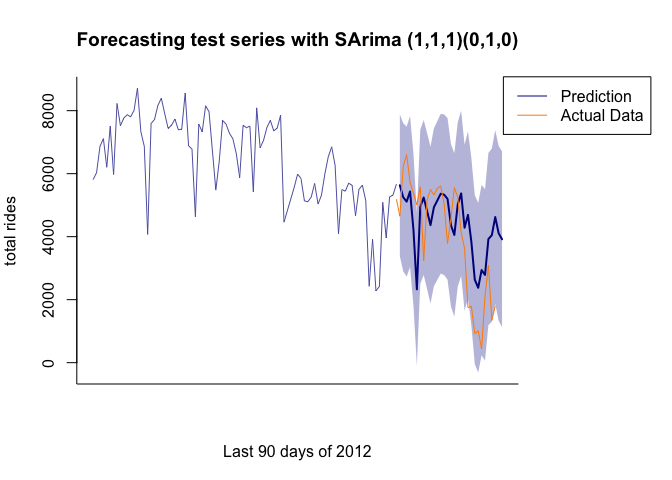 Forecasting test series with SArima (1,1,1)(0,1,0)
Prediction
Actual Data
total rides
8000
6000
4000
2000
0
Last 90 days of 2012